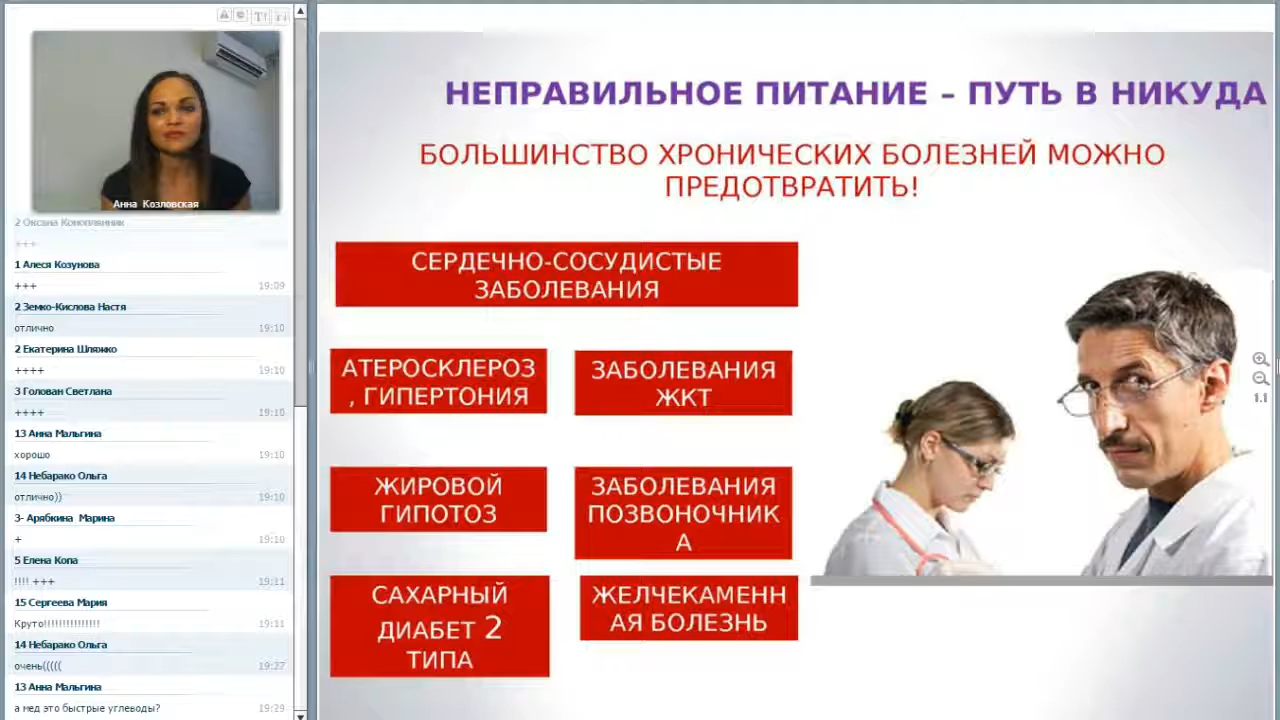 Анна Козловская
2 Оксана Коноплянник
+++
1 Алеся Козунова
+++ 19:09
2 Земко-Кислова Настя
отлично 19:10
2 Екатерина Шляжко
++++ 19:10
3 Голован Светлана
++++ 19:10
13 Анна Мальгина
хорошо 19:10
14 Небарако Ольга
отлично)) 19:10
3- Арябкина Марина
+ 19:10
5 Елена Копа
!!!! +++ 19:11
15 Сергеева Мария
Круто!!!!!!!!!!!!!!! 19:11
14 Небарако Ольга
очень((((( 19:27
13 Анна Мальгина
а мед это быстрые углеводы? 19:29
НЕПРАВИЛЬНОЕ ПИТАНИЕ – ПУТЬ В НИКУДА
БОЛЬШИНСТВО ХРОНИЧЕСКИХ БОЛЕЗНЕЙ МОЖНО
ПРЕДОТВРАТИТЬ!
СЕРДЕЧНО-СОСУДИСТЫЕ
ЗАБОЛЕВАНИЯ
АТЕРОСКЛЕРОЗ
, ГИПЕРТОНИЯ
ЗАБОЛЕВАНИЯ
ЖКТ
ЖИРОВОЙ
ГИПОТОЗ
ЗАБОЛЕВАНИЯ
ПОЗВОНОЧНИК
А
САХАРНЫЙ
ДИАБЕТ 2
ТИПА
ЖЕЛЧЕКАМЕНН
АЯ БОЛЕЗНЬ
1.1